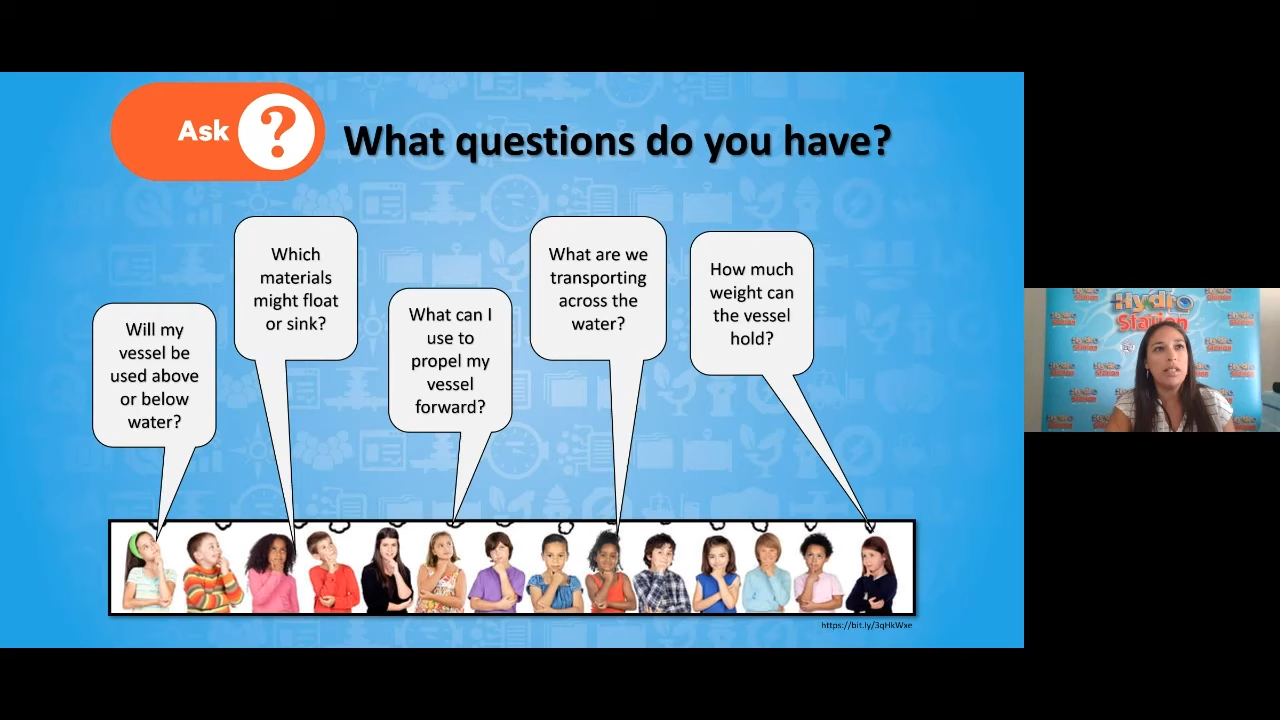 Ask ?
What questions do you have?
Will my
vessel be
used above
or below
water?
Which
materials
might float
or sink?
What can I
use to
propel my
vessel
forward?
What are we
transporting
across the
water?
How much
weight can
the vessel
hold?
https://bit.ly/3qHkWxe
Hydro
Station